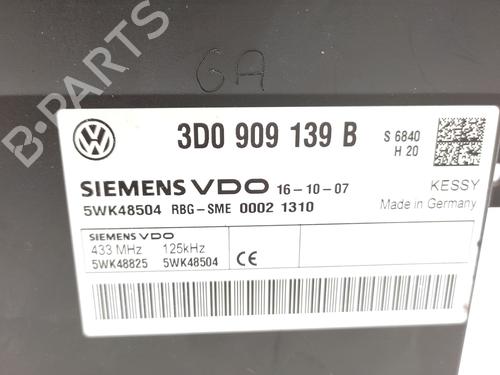 GA
3D0 909 139 B
S 6840
H 20
SIEMENS VDO 16-10-07
KESSY
5WK48504 RBG-SME 0002 1310
Made in Germany
SIEMENS VDO
433 MHz 125kHz
5WK48825 5WK48504
CE
B-PARTS